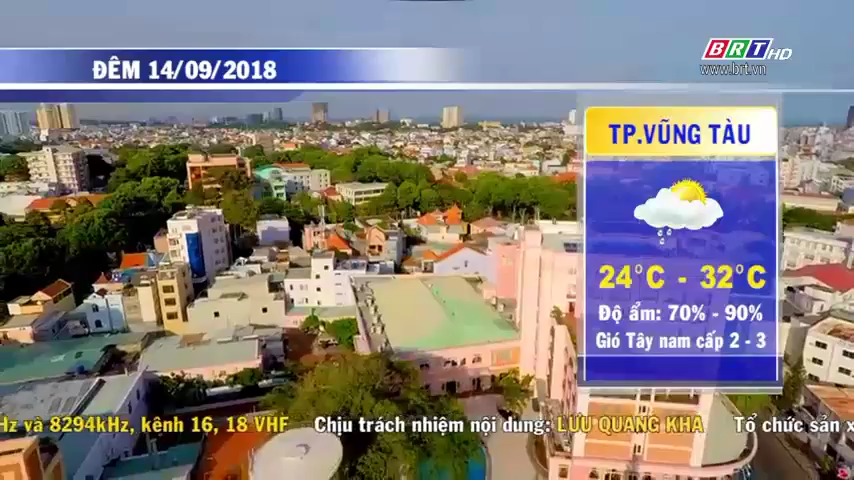 BRT HD
www.brt.vn
ĐÊM 14/09/2018
TP.VŨNG TÀU
24°C - 32°C
Độ ẩm: 70% - 90%
Gió Tây nam cấp 2 - 3
Hz và 8294kHz, kênh 16, 18 VHF Chịu trách nhiệm nội dung: LƯU QUANG KHA Tổ chức sản x